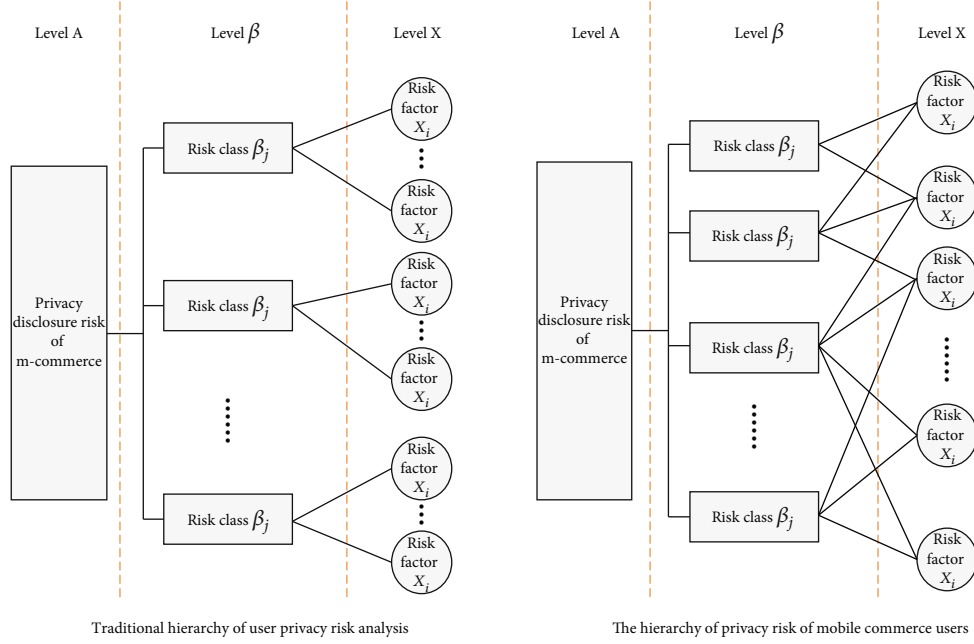 Level A
Level β
Level X
Privacy
disclosure risk
of
m-commerce
Risk class βj
Risk class βj
Risk class βj
Risk
factor
Xi
Risk
factor
Xi
Risk
factor
Xi
Risk
factor
Xi
Risk
factor
Xi
Risk
factor
Xi
Traditional hierarchy of user privacy risk analysis
Level A
Level β
Level X
Privacy
disclosure risk
of
m-commerce
Risk class βj
Risk class βj
Risk class βj
Risk class βj
Risk
factor
Xi
Risk
factor
Xi
Risk
factor
Xi
Risk
factor
Xi
Risk
factor
Xi
The hierarchy of privacy risk of mobile commerce users